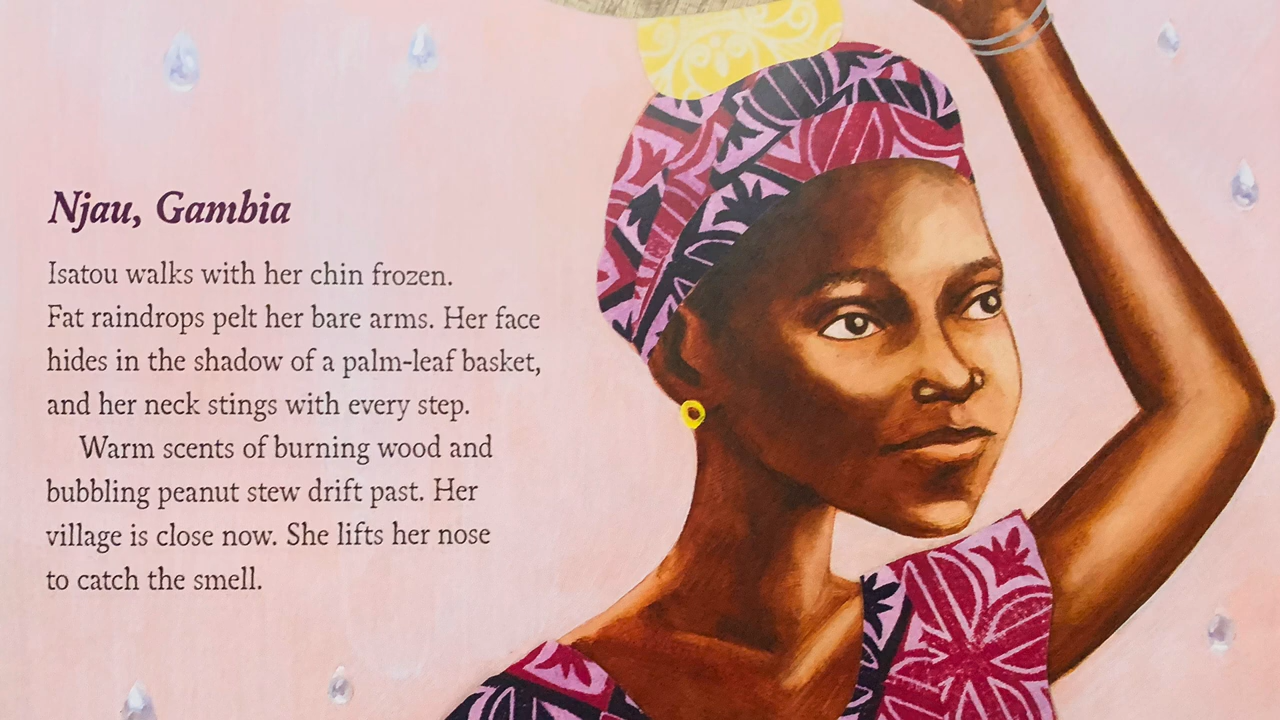 Njau, Gambia
Isatou walks with her chin frozen.
Fat raindrops pelt her bare arms. Her face
hides in the shadow of a palm-leaf basket,
and her neck stings with every step.
Warm scents of burning wood and
bubbling peanut stew drift past. Her
village is close now. She lifts her nose
to catch the smell.